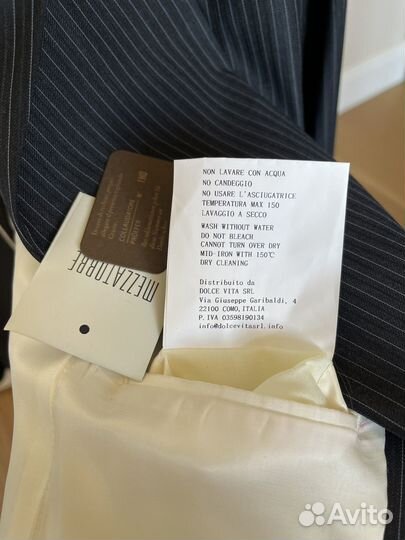 NON LAVARE CON ACQUA
NO CANDEGGIO
NO USARE L'ASCIUGATRICE
TEMPERATURA MAX 150
LAVAGGIO A SECCO
WASH WITHOUT WATER
DO NOT BLEACH
CANNOT TURN OVER DRY
MID IRON WITH 150℃
DRY CLEANING
Distribuito da
DOLCE VITA SRL
Via Giuseppe Garibaldi, 4
22100 COMO,ITALIA
P.IVA 03598190134
info@dolcevitasrl.info
MEZZATORRE
COLLABORATORI
Avito